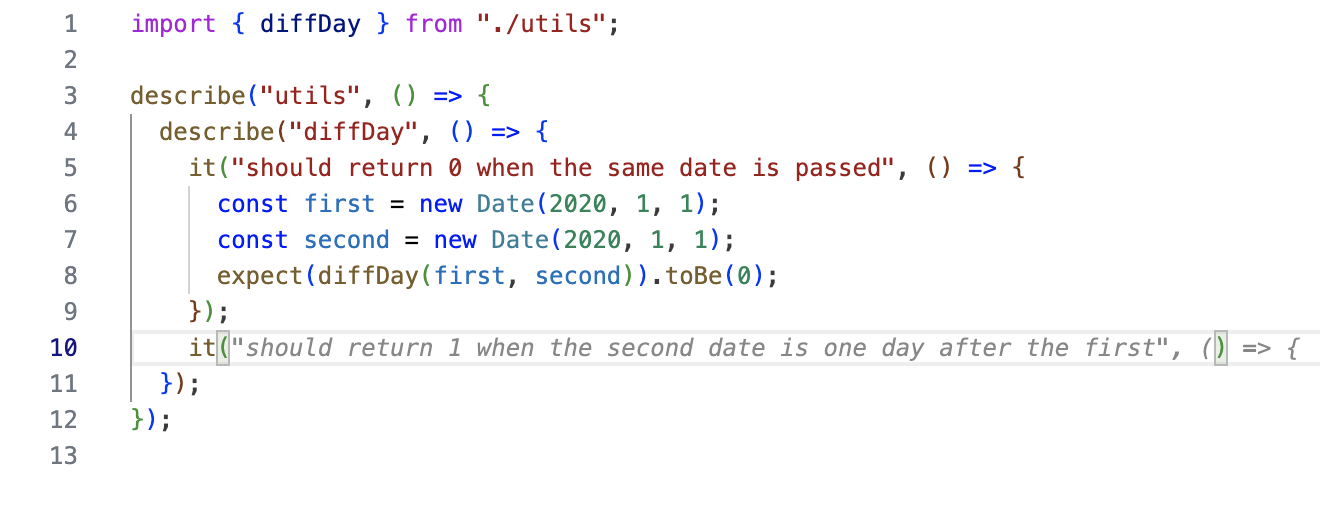 1 import { diffDay } from "./utils";
2
3 describe("utils", () => {
4   describe("diffDay", () => {
5     it("should return 0 when the same date is passed", () => {
6       const first = new Date(2020, 1, 1);
7       const second = new Date(2020, 1, 1);
8       expect(diffDay(first, second)).toBe(0);
9     });
10     it("should return 1 when the second date is one day after the first", () => {
11   });
12 });
13